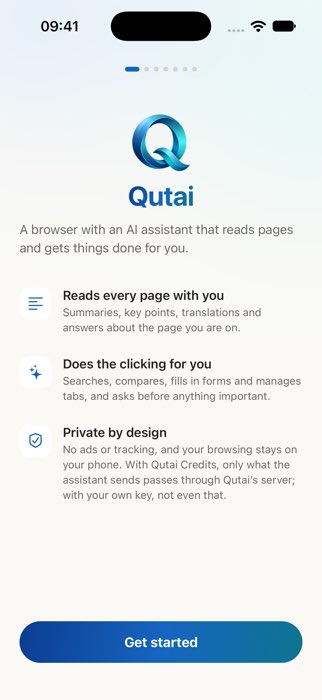 09:41
Qutai
A browser with an AI assistant that reads pages
and gets things done for you.
Reads every page with you
Summaries, key points, translations and
answers about the page you are on.
Does the clicking for you
Searches, compares, fills in forms and manages
tabs, and asks before anything important.
Private by design
No ads or tracking, and your browsing stays on
your phone. With Qutai Credits, only what the
assistant sends passes through Qutai's server;
with your own key, not even that.
Get started